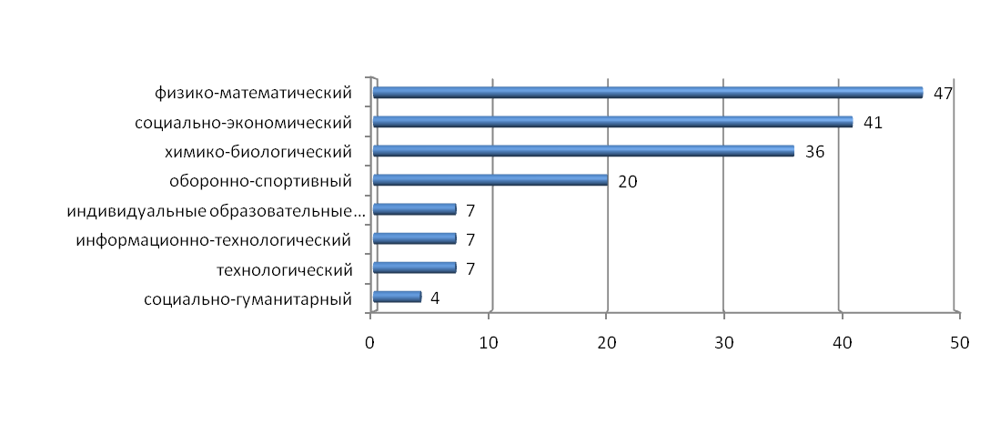 физико-математический 47
социально-экономический 41
химико-биологический 36
оборонно-спортивный 20
индивидуальные образовательные... 7
информационно-технологический 7
технологический 7
социально-гуманитарный 4
0 10 20 30 40 50